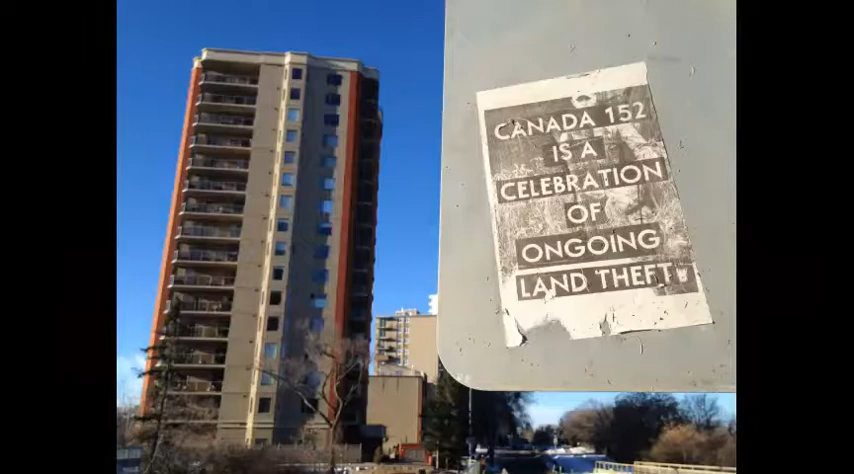 CANADA 152
IS A
CELEBRATION
OF
ONGOING
LAND THEFT